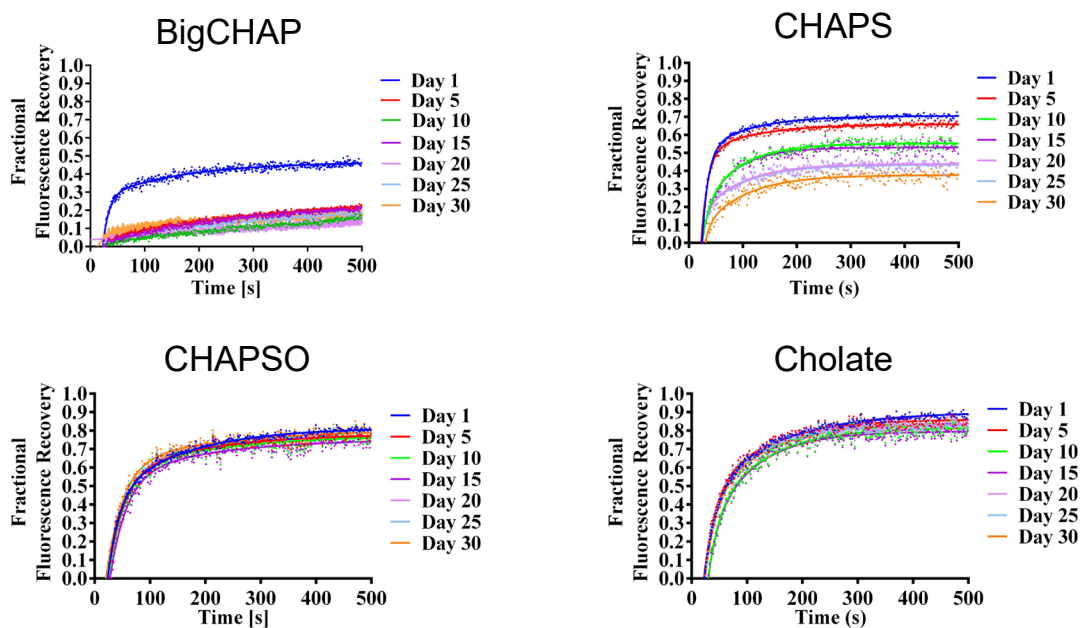 BigCHAP
Fractional
Fluorescence Recovery
1.0
0.9
0.8
0.7
0.6
0.5
0.4
0.3
0.2
0.1
0.0
0
100
200
300
400
500
Time [s]
Day 1
Day 5
Day 10
Day 15
Day 20
Day 25
Day 30
CHAPS
Fractional
Fluorescence Recovery
1.0
0.9
0.8
0.7
0.6
0.5
0.4
0.3
0.2
0.1
0.0
0
100
200
300
400
500
Time (s)
Day 1
Day 5
Day 10
Day 15
Day 20
Day 25
Day 30
CHAPSO
Fractional
Fluorescence Recovery
1.0
0.9
0.8
0.7
0.6
0.5
0.4
0.3
0.2
0.1
0.0
0
100
200
300
400
500
Time [s]
Day 1
Day 5
Day 10
Day 15
Day 20
Day 25
Day 30
Cholate
Fractional
Fluorescence Recovery
1.0
0.9
0.8
0.7
0.6
0.5
0.4
0.3
0.2
0.1
0.0
0
100
200
300
400
500
Time (s)
Day 1
Day 5
Day 10
Day 15
Day 20
Day 25
Day 30